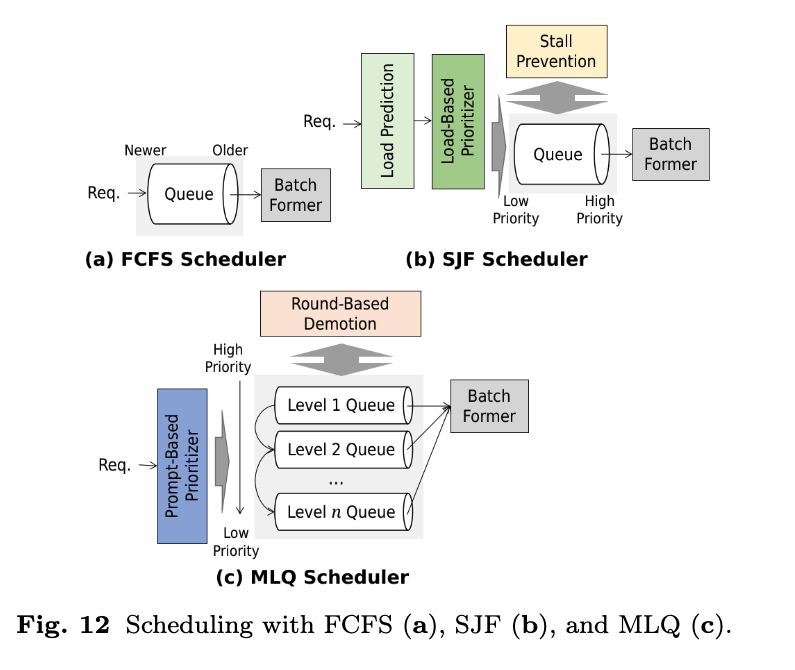 Newer
Older
Req.
Queue
Batch
Former
(a) FCFS Scheduler
Req.
Load Prediction
Load-Based
Prioritizer
Stall
Prevention
Queue
Low
Priority
High
Priority
Batch
Former
(b) SJF Scheduler
Round-Based
Demotion
High
Priority
Req.
Prompt-Based
Prioritizer
Low
Priority
Level 1 Queue
Level 2 Queue
...
Level n Queue
Batch
Former
(c) MLQ Scheduler
Fig. 12 Scheduling with FCFS (a), SJF (b), and MLQ (c).